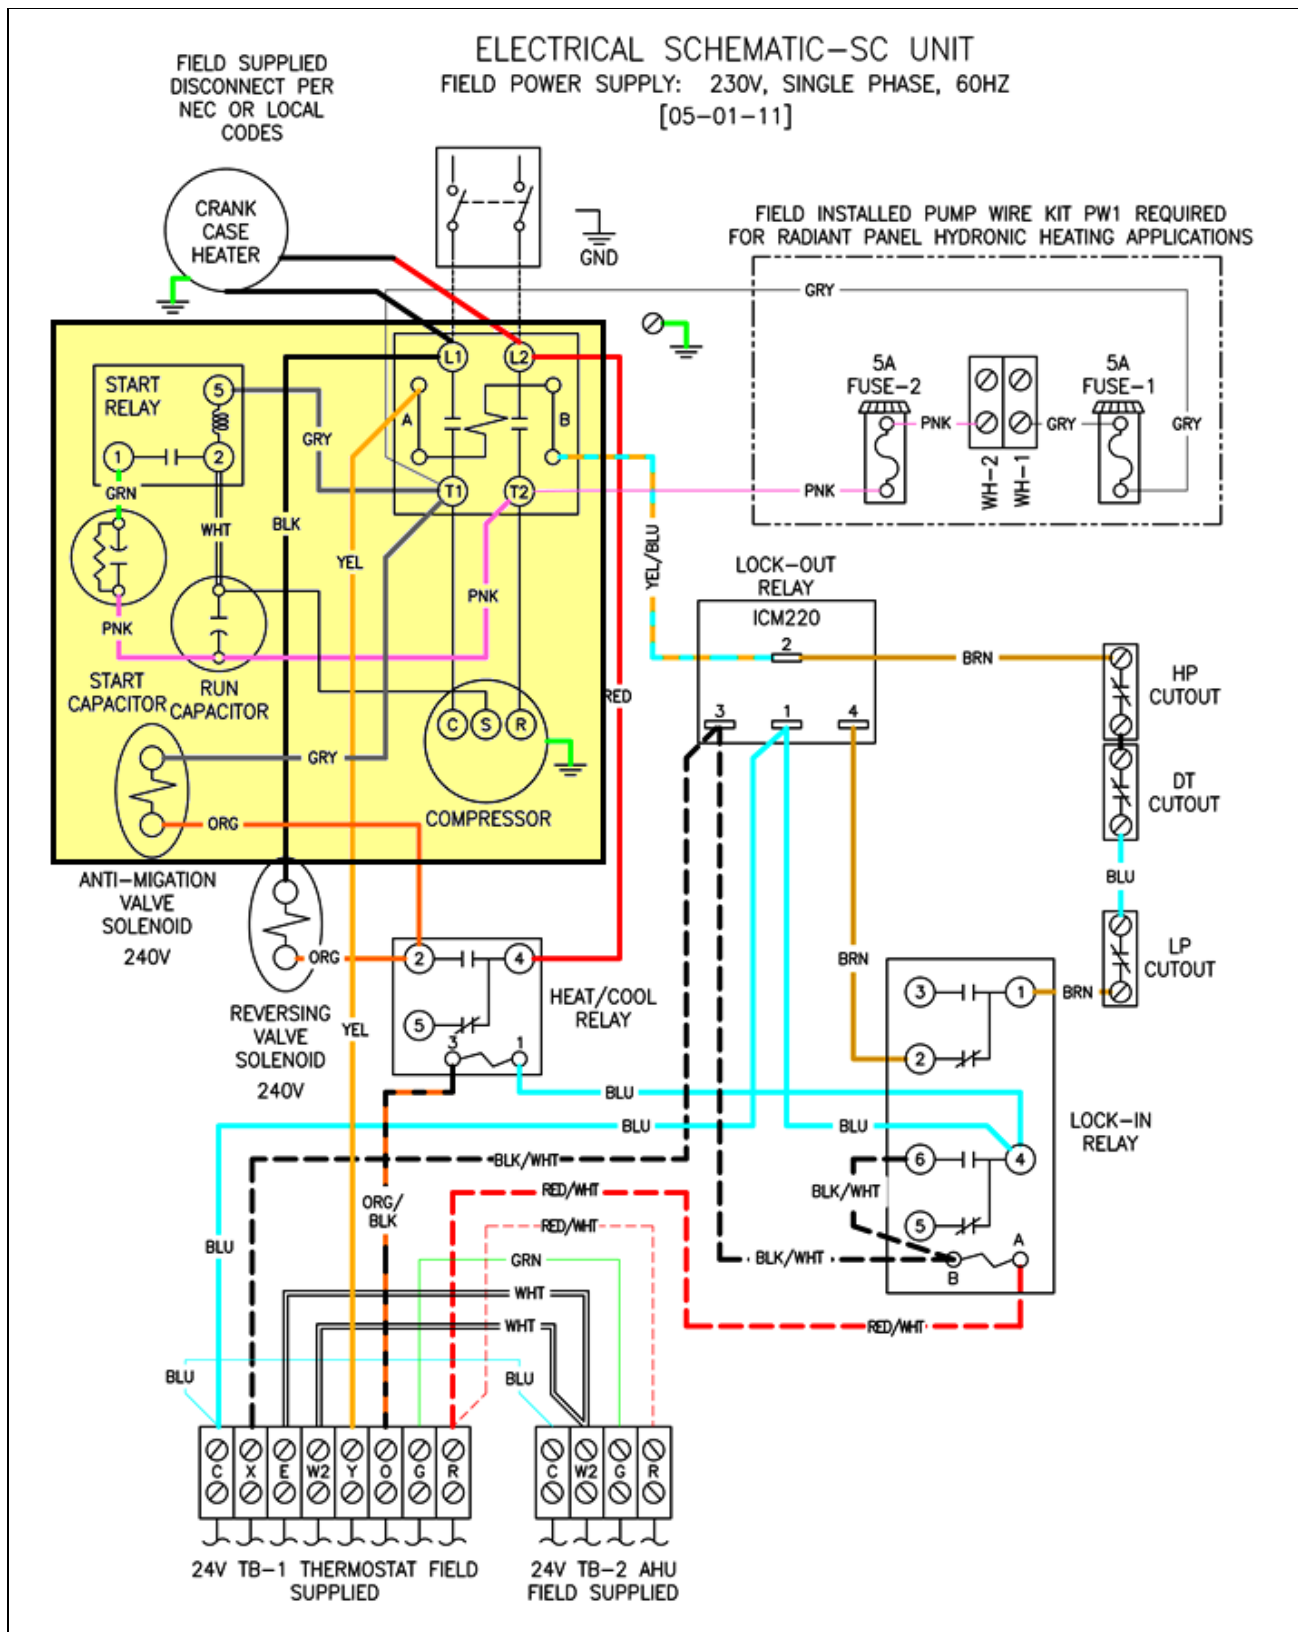 ELECTRICAL SCHEMATIC-SC UNIT
FIELD POWER SUPPLY: 230V, SINGLE PHASE, 60HZ
[05-01-11]
FIELD SUPPLIED
DISCONNECT PER
NEC OR LOCAL
CODES
CRANK
CASE
HEATER
GND
FIELD INSTALLED PUMP WIRE KIT PW1 REQUIRED
FOR RADIANT PANEL HYDRONIC HEATING APPLICATIONS
GRY
5A
FUSE-2
5A
FUSE-1
PNK
GRY
GRY
WH-2
WH-1
PNK
L1
L2
START
RELAY
5
1
2
A
B
GRY
T1
T2
GRN
WHT
BLK
YEL
PNK
YEL/BLU
PNK
START
CAPACITOR
RUN
CAPACITOR
RED
C
S
R
GRY
ORG
COMPRESSOR
LOCK-OUT
RELAY
ICM220
2
3
1
4
BRN
HP
CUTOUT
DT
CUTOUT
BLU
LP
CUTOUT
BRN
BRN
ANTI-MIGATION
VALVE
SOLENOID
240V
ORG
REVERSING
VALVE
SOLENOID
240V
2
4
5
3
1
HEAT/COOL
RELAY
YEL
3
1
2
6
4
5
A
B
LOCK-IN
RELAY
BLU
BLU
BLU
BLK/WHT
BLK/WHT
RED/WHT
ORG/
BLK
BLU
RED/WHT
GRN
BLK/WHT
WHT
WHT
RED/WHT
BLU
BLU
C
X
E
W2
Y
O
G
R
C
W2
G
R
24V TB-1 THERMOSTAT FIELD
SUPPLIED
24V TB-2 AHU
FIELD SUPPLIED